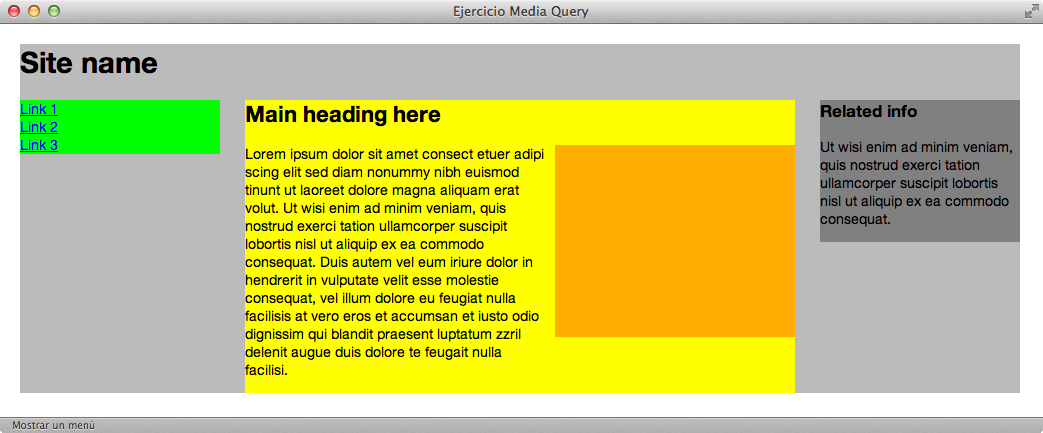 Ejercicio Media Query
Site name
Link 1
Link 2
Link 3
Main heading here
Lorem ipsum dolor sit amet consect etuer adipi
scing elit sed diam nonummy nibh euismod
tinunt ut laoreet dolore magna aliquam erat
volut. Ut wisi enim ad minim veniam, quis
nostrud exerci tation ullamcorper suscipit
lobortis nisl ut aliquip ex ea commodo
consequat. Duis autem vel eum iriure dolor in
hendrerit in vulputate velit esse molestie
consequat, vel illum dolore eu feugiat nulla
facilisis at vero eros et accumsan et iusto odio
dignissim qui blandit praesent luptatum zzril
delenit augue duis dolore te feugait nulla
facilisi.
Related info
Ut wisi enim ad minim veniam,
quis nostrud exerci tation
ullamcorper suscipit lobortis
nisl ut aliquip ex ea commodo
consequat.
Mostrar un menú